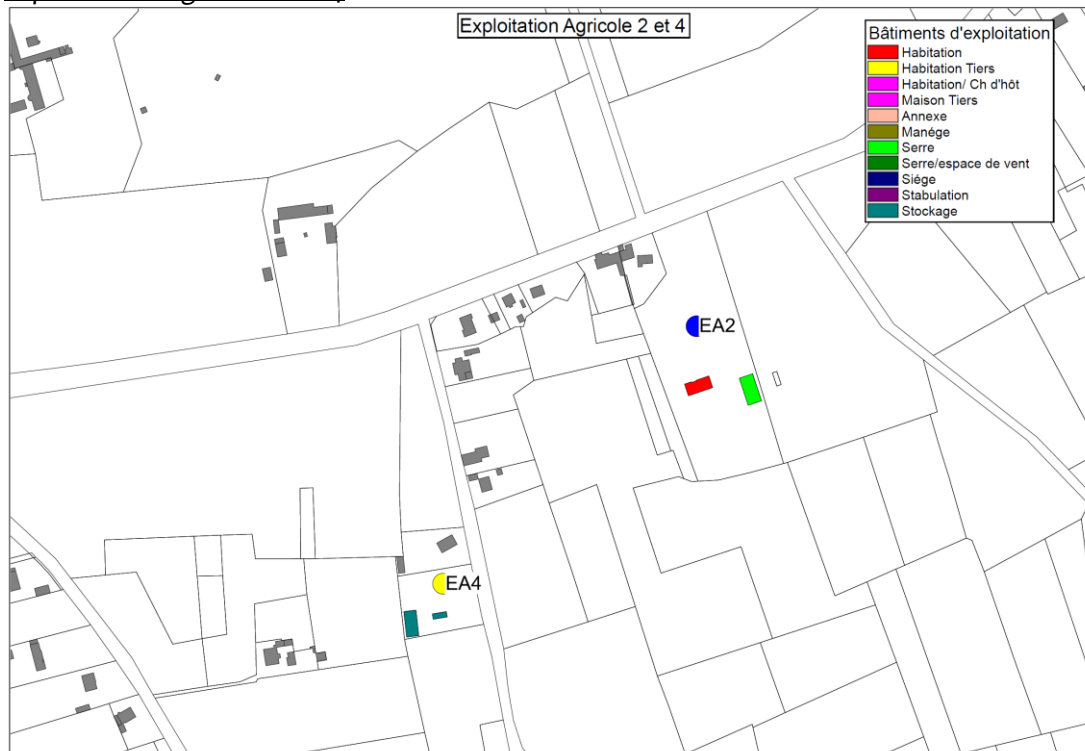 Exploitation Agricole 2 et 4
Bâtiments d'exploitation
Habitation
Habitation Tiers
Habitation/ Ch d'hôt
Maison Tiers
Annexe
Manége
Serre
Serre/espace de vent
Siége
Stabulation
Stockage
EA2
EA4